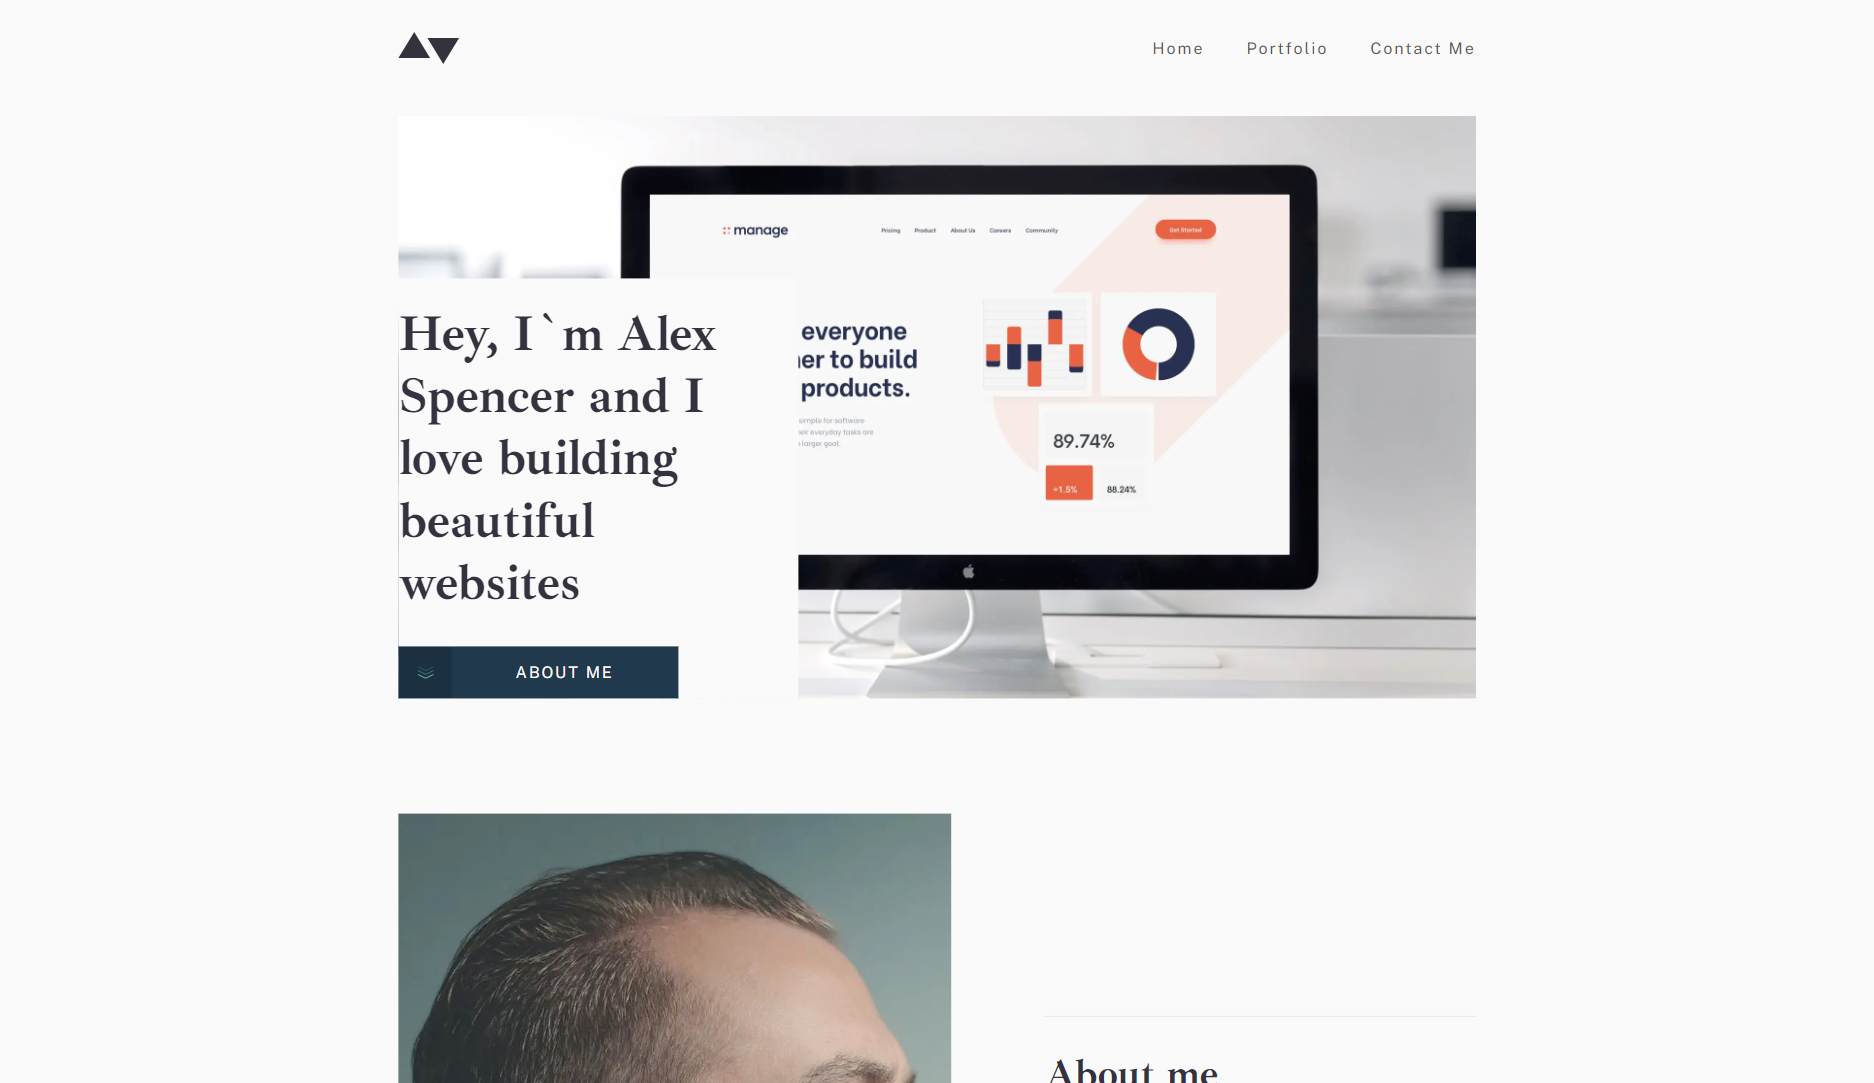 Home Portfolio Contact Me
manage Pricing Product About Us Careers Community Get Started
Hey, I`m Alex
Spencer and I
love building
beautiful
websites
everyone
er to build
products.
simple for software
eir everyday tasks are
larger goal.
89.74%
+1.5% 88.24%
ABOUT ME
About me